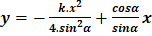 y = − k.x² / 4.sin²α + cosα / sinα x